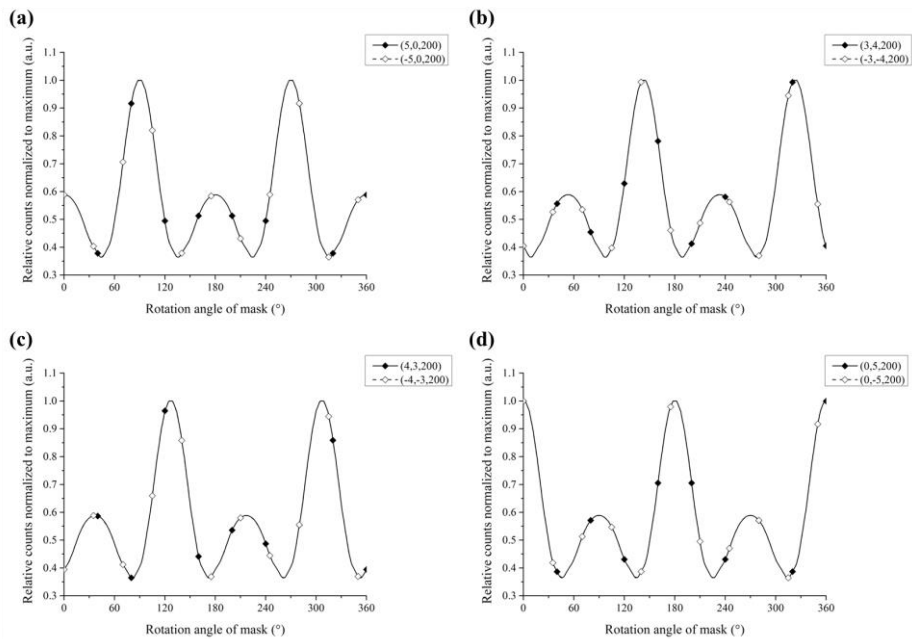 (a)
(5,0,200)
(-5,0,200)
Relative counts normalized to maximum (a.u.)
1.1
1.0
0.9
0.8
0.7
0.6
0.5
0.4
0.3
0 60 120 180 240 300 360
Rotation angle of mask (°)
(b)
(3,4,200)
(-3,-4,200)
Relative counts normalized to maximum (a.u.)
1.1
1.0
0.9
0.8
0.7
0.6
0.5
0.4
0.3
0 60 120 180 240 300 360
Rotation angle of mask (°)
(c)
(4,3,200)
(-4,-3,200)
Relative counts normalized to maximum (a.u.)
1.1
1.0
0.9
0.8
0.7
0.6
0.5
0.4
0.3
0 60 120 180 240 300 360
Rotation angle of mask (°)
(d)
(0,5,200)
(0,-5,200)
Relative counts normalized to maximum (a.u.)
1.1
1.0
0.9
0.8
0.7
0.6
0.5
0.4
0.3
0 60 120 180 240 300 360
Rotation angle of mask (°)